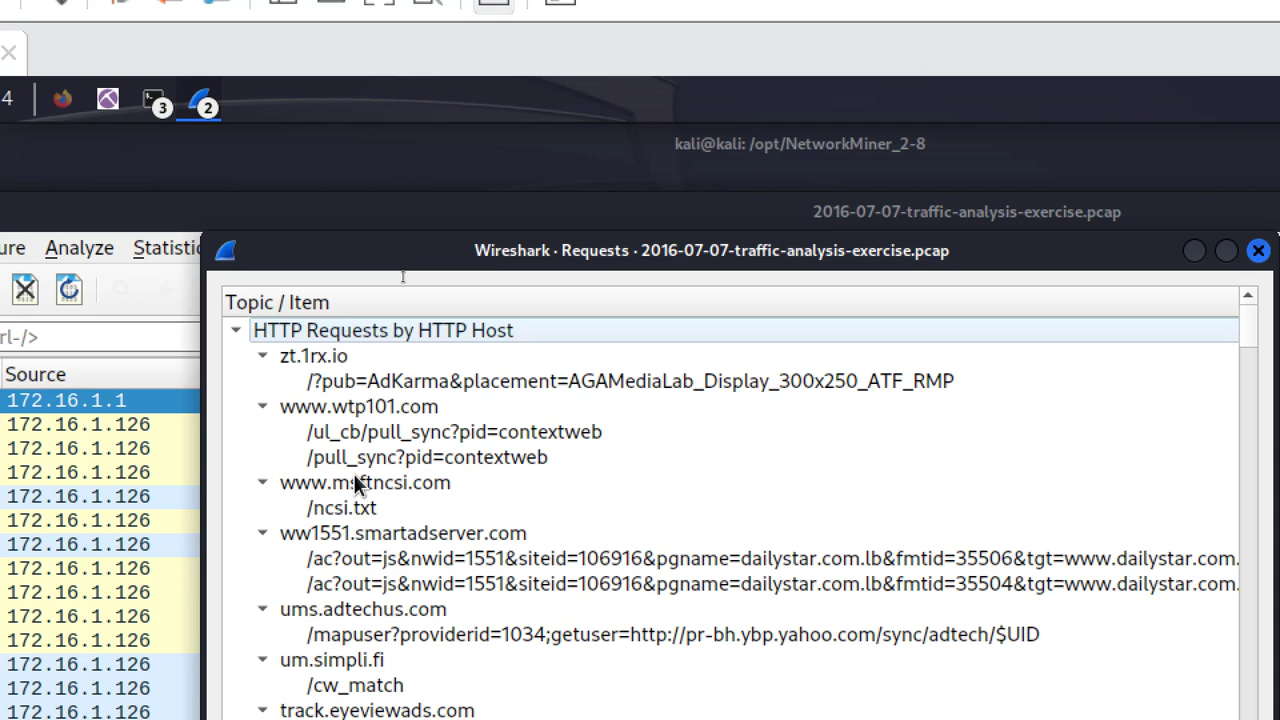 4
3
2
kali@kali: /opt/NetworkMiner_2-8
2016-07-07-traffic-analysis-exercise.pcap
ure Analyze Statistic
Wireshark · Requests · 2016-07-07-traffic-analysis-exercise.pcap
rl-/>
Source
172.16.1.1
172.16.1.126
172.16.1.126
172.16.1.126
172.16.1.126
172.16.1.126
172.16.1.126
172.16.1.126
172.16.1.126
172.16.1.126
172.16.1.126
172.16.1.126
172.16.1.126
172.16.1.126
Topic / Item
HTTP Requests by HTTP Host
zt.1rx.io
/?pub=AdKarma&placement=AGAMediaLab_Display_300x250_ATF_RMP
www.wtp101.com
/ul_cb/pull_sync?pid=contextweb
/pull_sync?pid=contextweb
www.msftncsi.com
/ncsi.txt
ww1551.smartadserver.com
/ac?out=js&nwid=1551&siteid=106916&pgname=dailystar.com.lb&fmtid=35506&tgt=www.dailystar.com.
/ac?out=js&nwid=1551&siteid=106916&pgname=dailystar.com.lb&fmtid=35504&tgt=www.dailystar.com.
ums.adtechus.com
/mapuser?providerid=1034;getuser=http://pr-bh.ybp.yahoo.com/sync/adtech/$UID
um.simpli.fi
/cw_match
track.eyeviewads.com